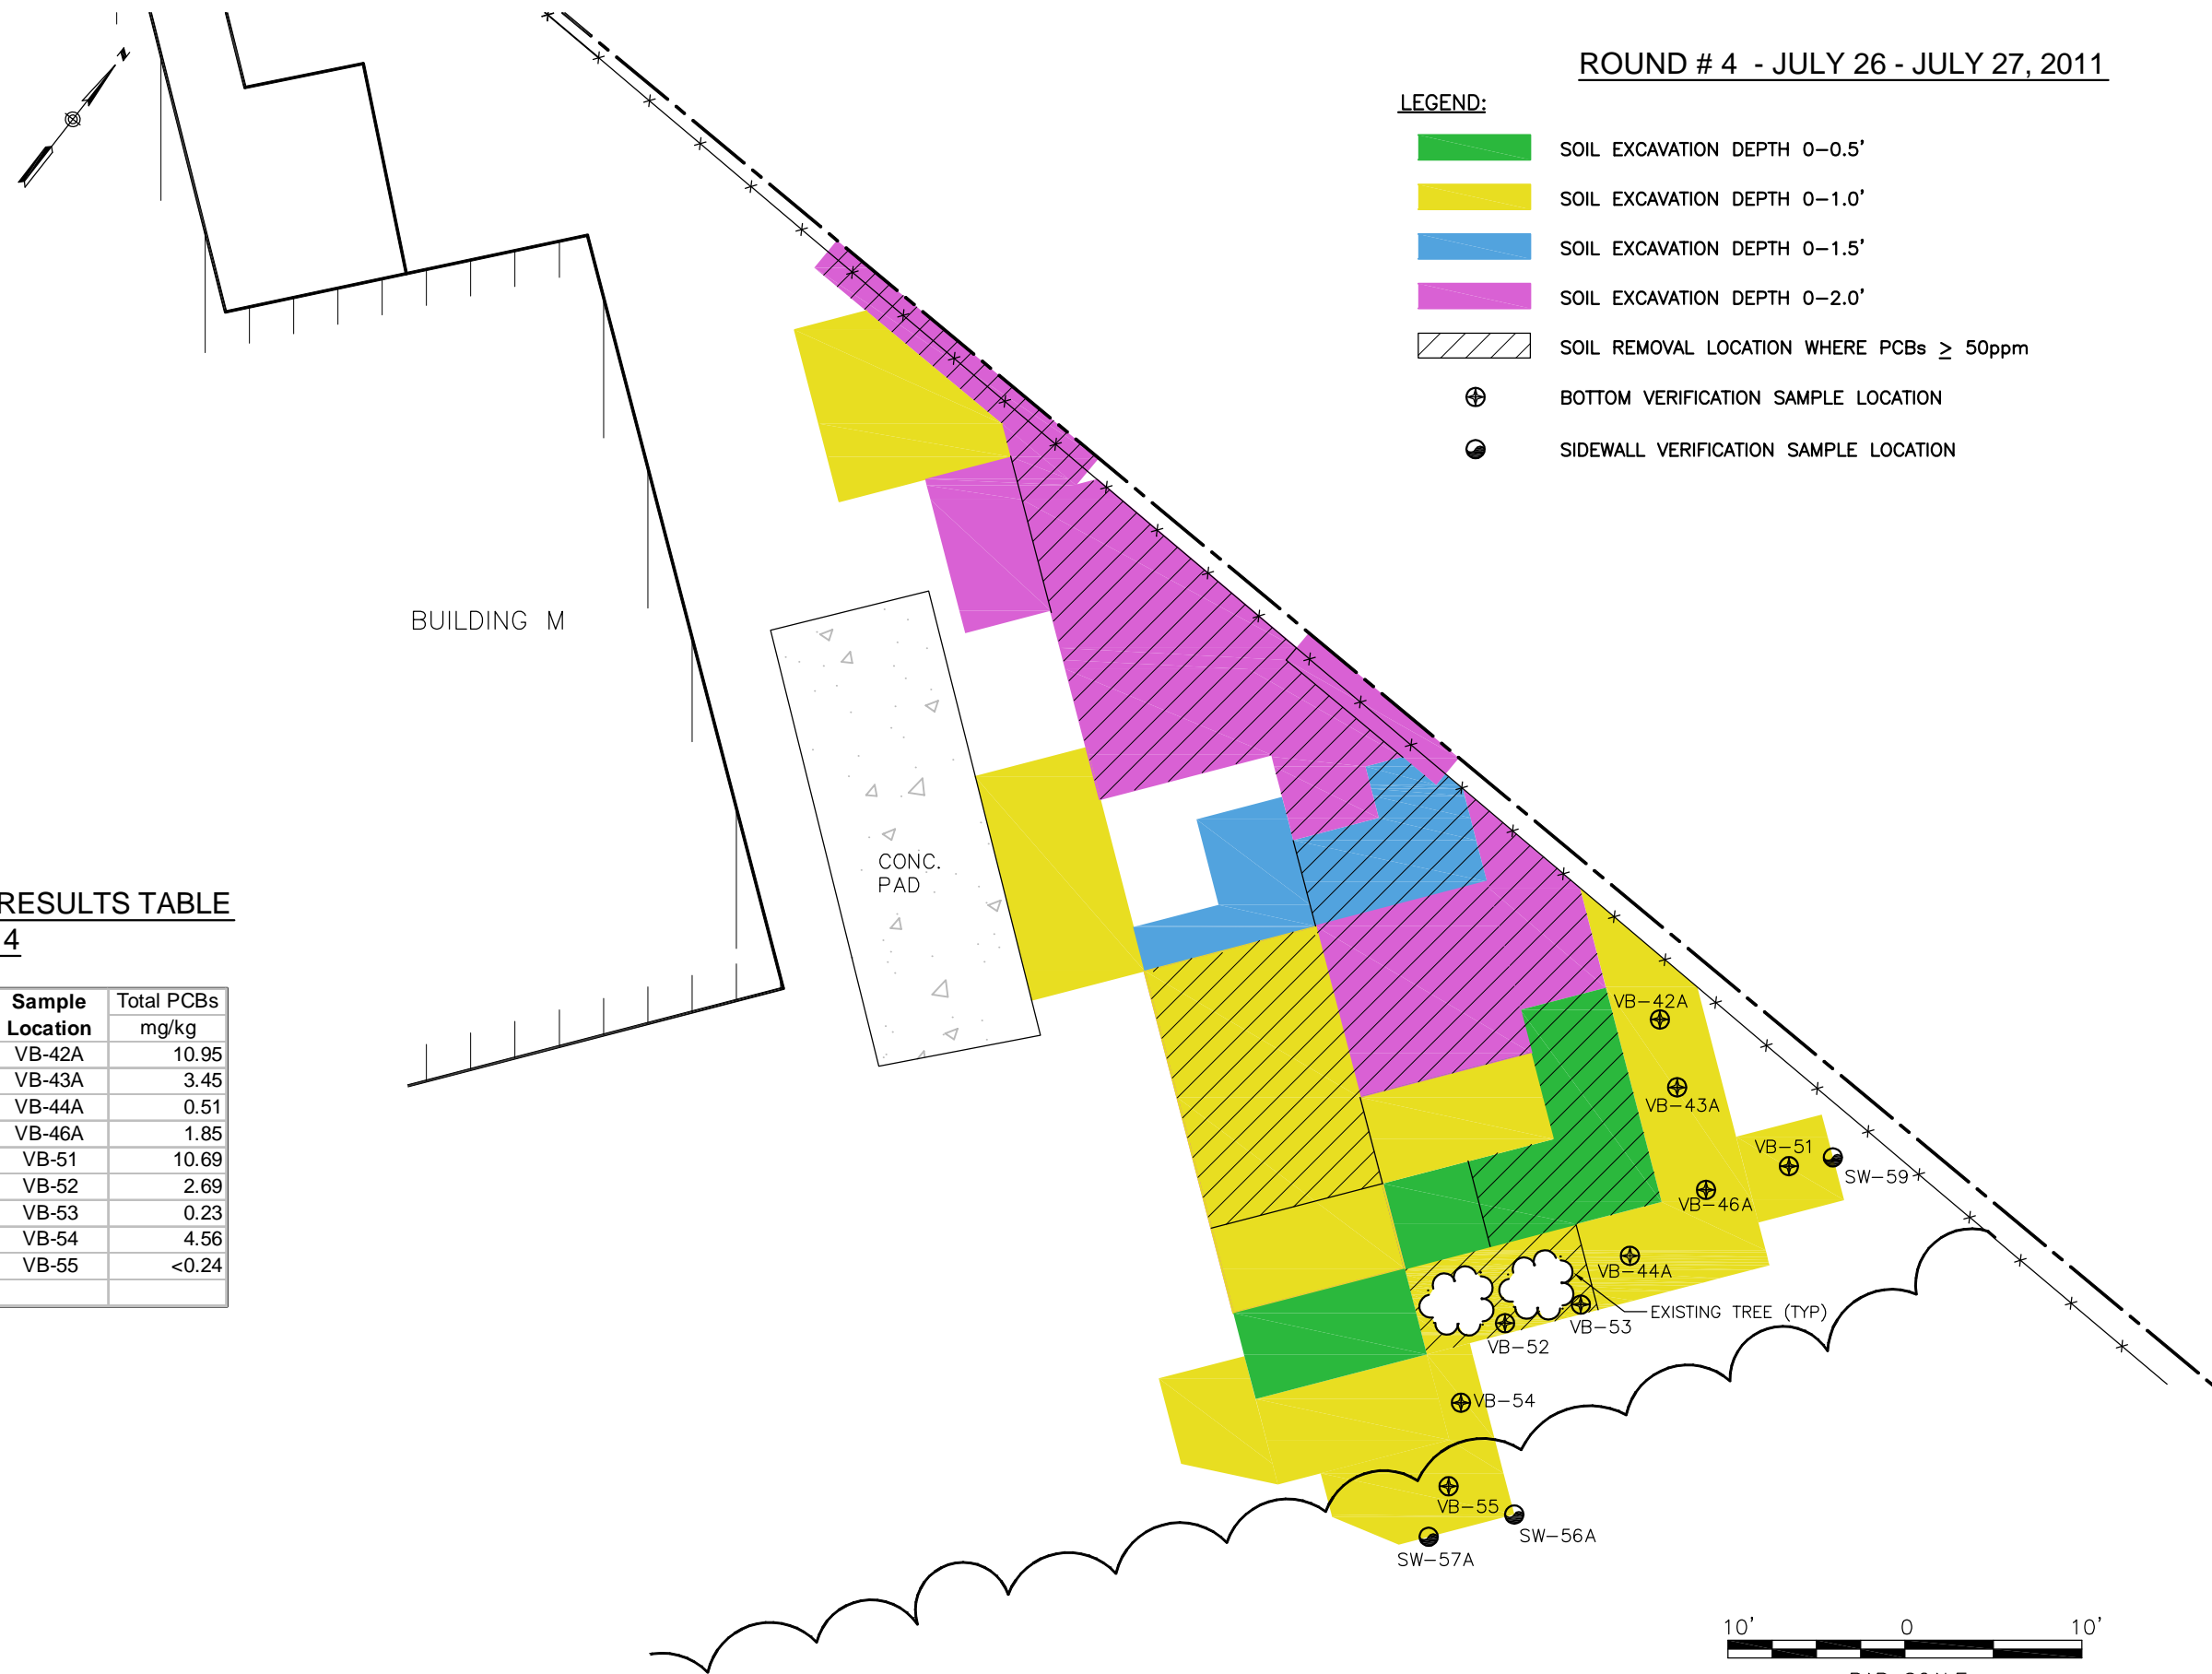 N
ROUND # 4 - JULY 26 - JULY 27, 2011
LEGEND:
SOIL EXCAVATION DEPTH 0-0.5'
SOIL EXCAVATION DEPTH 0-1.0'
SOIL EXCAVATION DEPTH 0-1.5'
SOIL EXCAVATION DEPTH 0-2.0'
SOIL REMOVAL LOCATION WHERE PCBs ≥ 50ppm
BOTTOM VERIFICATION SAMPLE LOCATION
SIDEWALL VERIFICATION SAMPLE LOCATION
BUILDING M
CONC.
PAD
RESULTS TABLE
4
Sample Location Total PCBs mg/kg
VB-42A 10.95
VB-43A 3.45
VB-44A 0.51
VB-46A 1.85
VB-51 10.69
VB-52 2.69
VB-53 0.23
VB-54 4.56
VB-55 <0.24
VB-42A
VB-43A
VB-51
SW-59
VB-46A
VB-44A
EXISTING TREE (TYP)
VB-53
VB-52
VB-54
VB-55
SW-56A
SW-57A
10' 0 10'